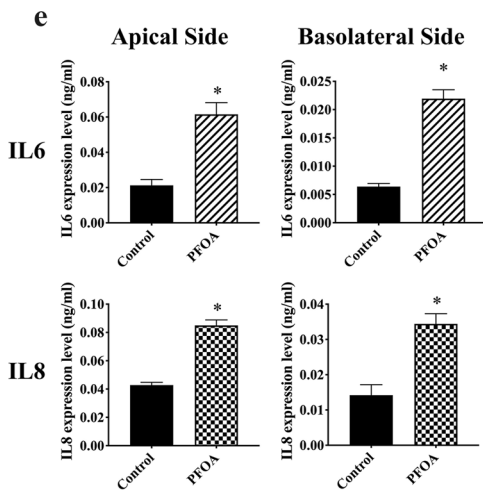 e
Apical Side
Basolateral Side
IL6
IL6 expression level (ng/ml)
0.08
0.06
0.04
0.02
0.00
*
Control
PFOA
IL6 expression level (ng/ml)
0.025
0.020
0.015
0.010
0.005
0.000
*
Control
PFOA
IL8
IL8 expression level (ng/ml)
0.10
0.08
0.06
0.04
0.02
0.00
*
Control
PFOA
IL8 expression level (ng/ml)
0.04
0.03
0.02
0.01
0.00
*
Control
PFOA